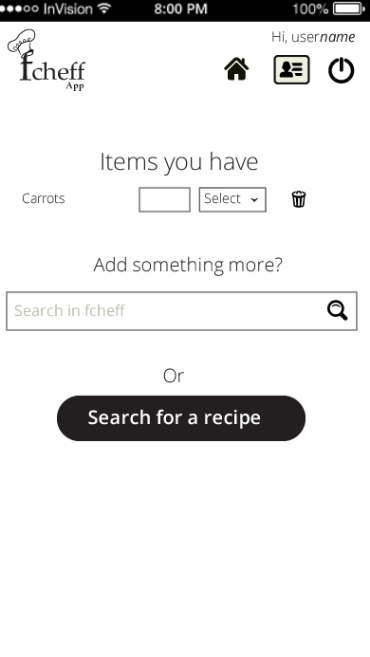 InVision 8:00 PM 100%
fcheff
App
Hi, username
Items you have
Carrots Select
Add something more?
Search in fcheff
Or
Search for a recipe